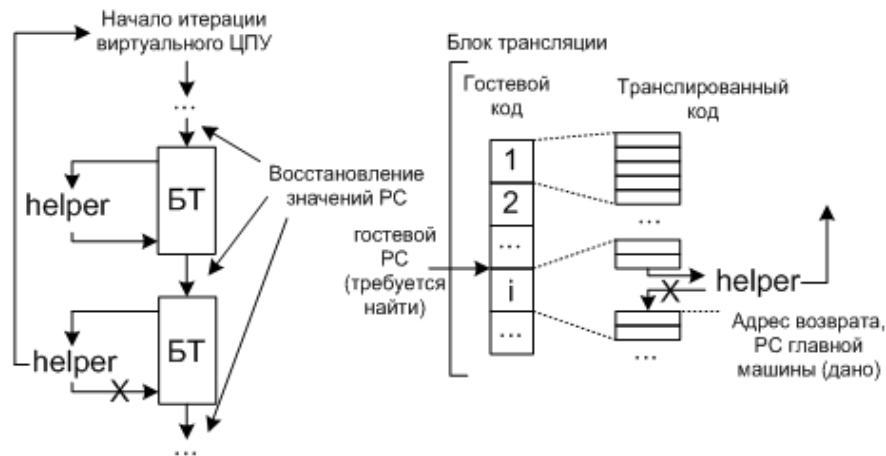 Начало итерации
виртуального ЦПУ
...
БТ
helper
Восстановление
значений PC
БТ
helper
X
...
Блок трансляции
Гостевой
код
Транслированный
код
1
2
...
i
...
гостевой
PC
(требуется
найти)
...
helper
X
Адрес возврата,
PC главной
машины (дано)
...